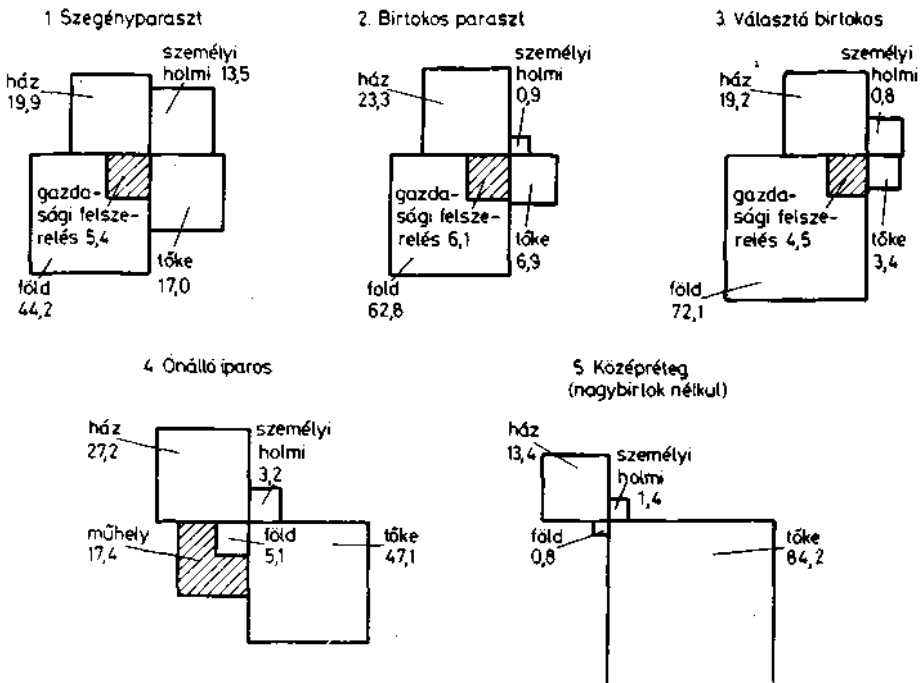 1. Szegényparaszt
ház
19,9
személyi
holmi 13,5
gazda-
sági felsze-
relés 5,4
föld
44,2
tőke
17,0
2. Birtokos paraszt
ház
23,3
személyi
holmi
0,9
gazda-
sági felsze-
relés 6,1
föld
62,8
tőke
6,9
3. Választó birtokos
ház
19,2
személyi
holmi
0,8
gazda-
sági felsze-
relés 4,5
föld
72,1
tőke
3,4
4. Önálló iparos
ház
27,2
személyi
holmi
3,2
műhely
17,4
föld
5,1
tőke
47,1
5. Középréteg
(nagybirtok nélkul)
ház
13,4
személyi
holmi
1,4
föld
0,8
tőke
84,2